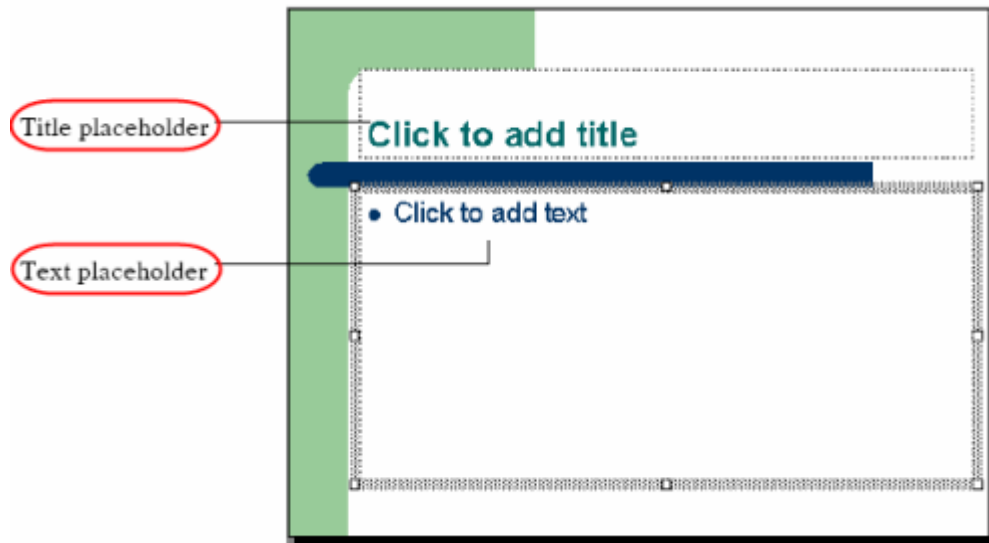 Title placeholder
Click to add title
• Click to add text
Text placeholder